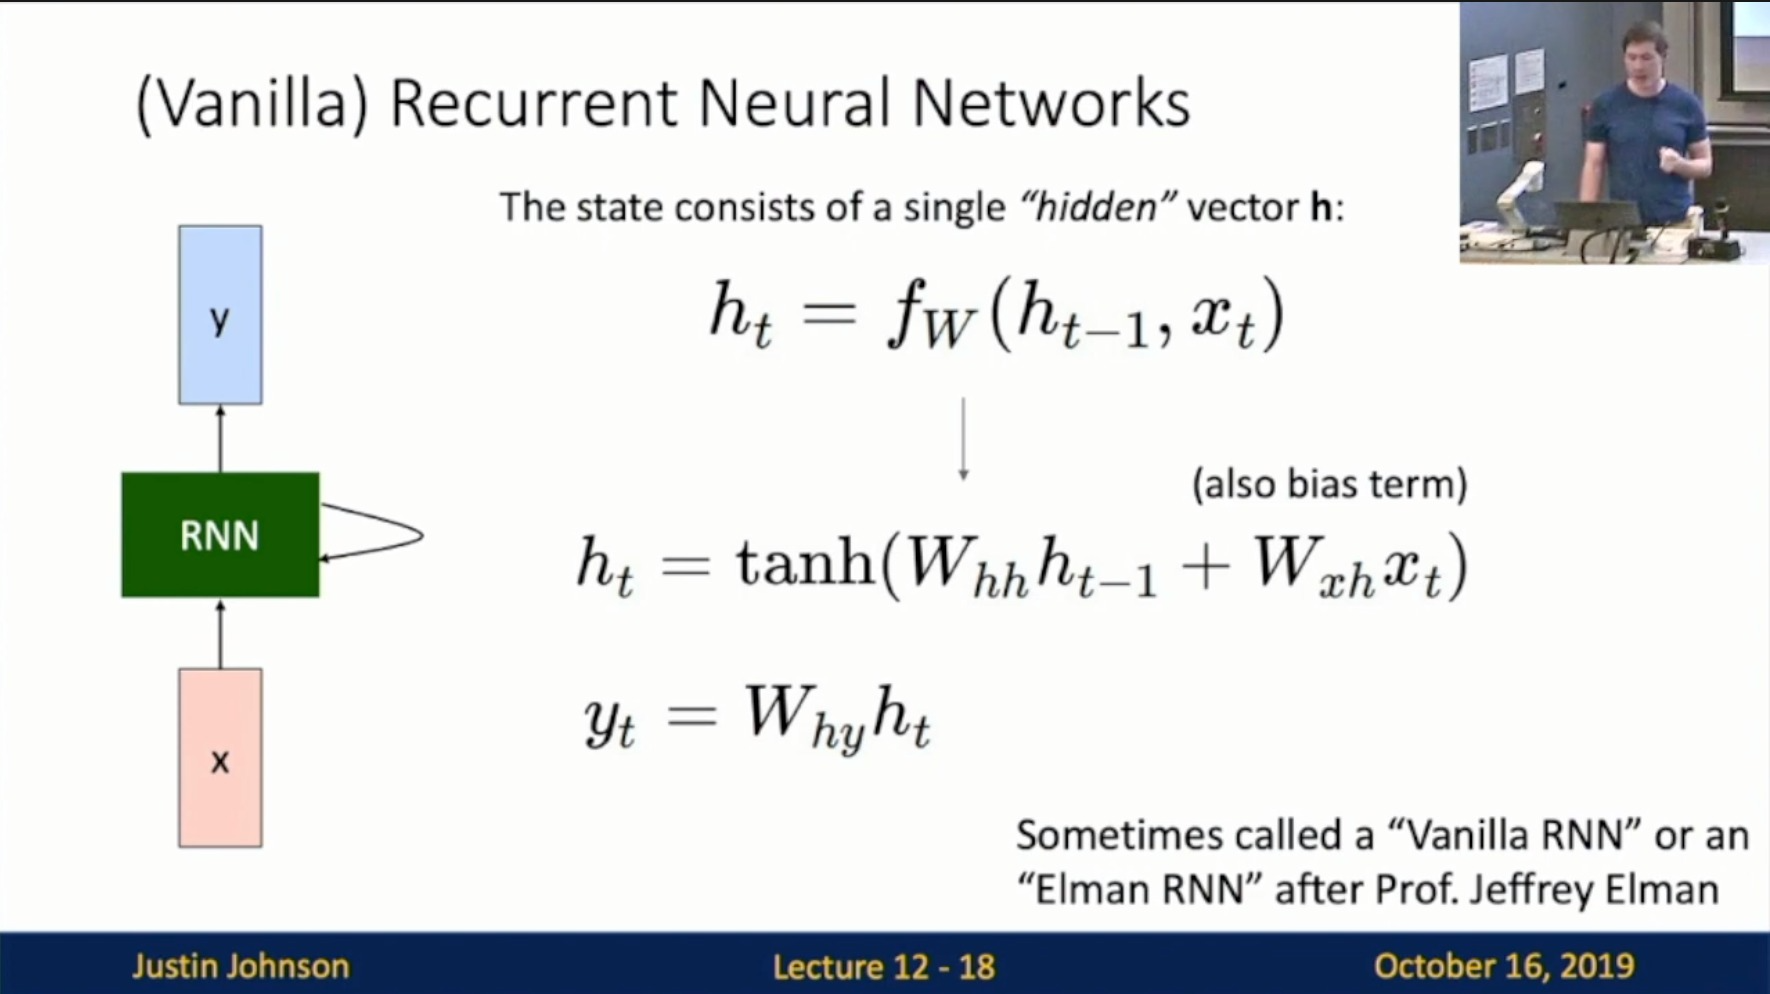 (Vanilla) Recurrent Neural Networks
The state consists of a single “hidden” vector h:
y
h_t = f_W(h_{t−1}, x_t)
(also bias term)
RNN
h_t = tanh(W_{hh}h_{t−1} + W_{xh}x_t)
y_t = W_{hy}h_t
x
Sometimes called a “Vanilla RNN” or an
“Elman RNN” after Prof. Jeffrey Elman
Justin Johnson
Lecture 12 - 18
October 16, 2019